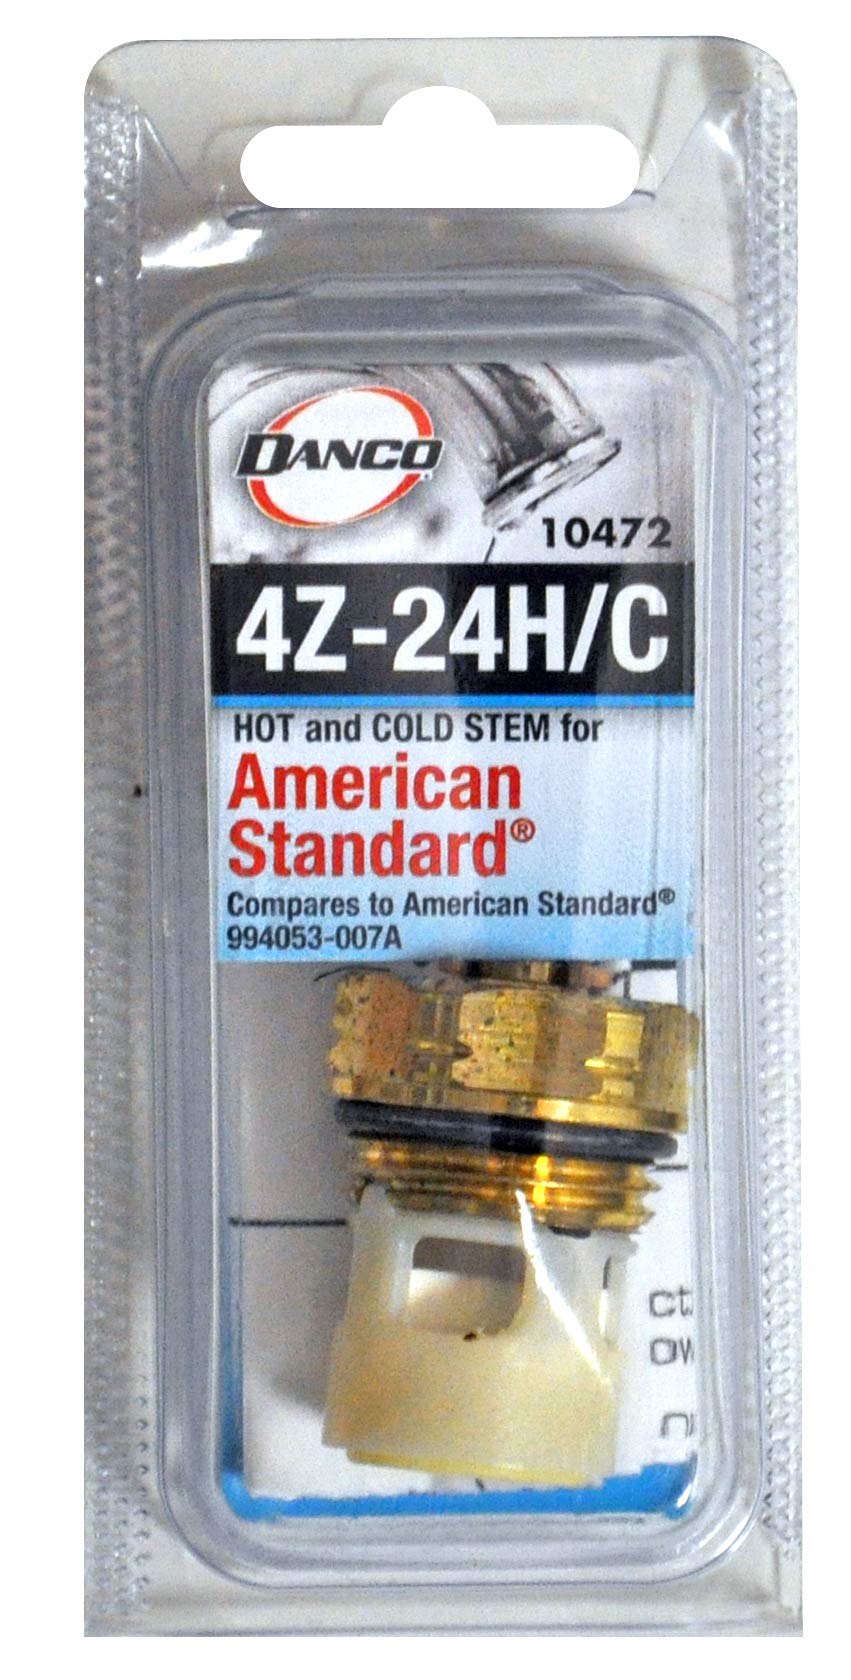 DANCO
10472
4Z-24H/C
HOT and COLD STEM for
American
Standard®
Compares to American Standard®
994053-007A